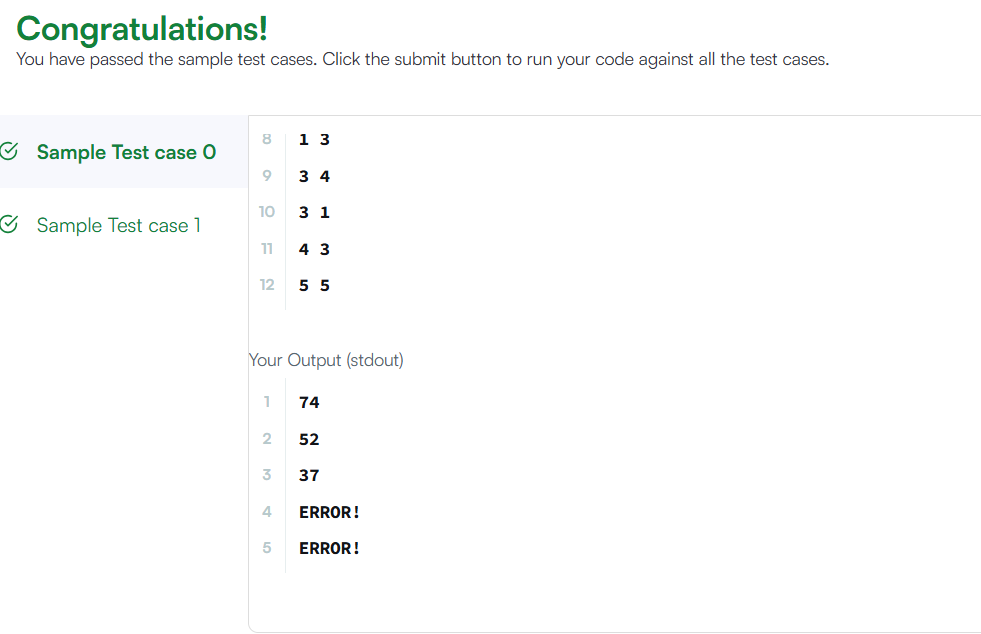 Congratulations!
You have passed the sample test cases. Click the submit button to run your code against all the test cases.
Sample Test case 0
Sample Test case 1
8 1 3
9 3 4
10 3 1
11 4 3
12 5 5
Your Output (stdout)
1 74
2 52
3 37
4 ERROR!
5 ERROR!